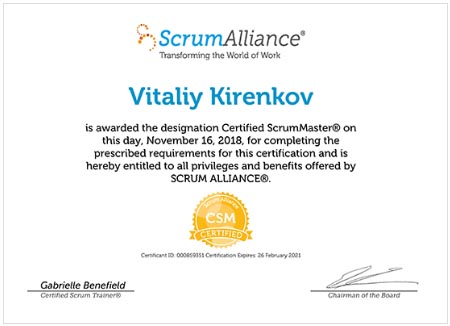 ScrumAlliance®
Transforming the World of Work
Vitaliy Kirenkov
is awarded the designation Certified ScrumMaster® on
this day, November 16, 2018, for completing the
prescribed requirements for this certification and is
hereby entitled to all privileges and benefits offered by
SCRUM ALLIANCE®.
ScrumAlliance
CSM
CERTIFIED
Certificant ID: 000859351 Certification Expires: 26 February 2021
Gabrielle Benefield
Certified Scrum Trainer®
Chairman of the Board